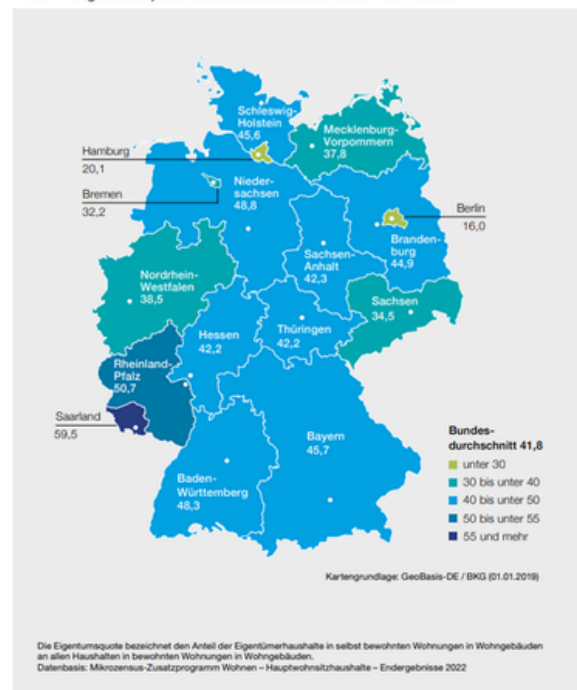 Schleswig-
Holstein
45,6
Mecklenburg-
Vorpommern
37,8
Hamburg
20,1
Bremen
32,2
Nieder-
sachsen
48,8
Berlin
16,0
Branden-
burg
44,9
Sachsen-
Anhalt
42,3
Nordrhein-
Westfalen
38,5
Sachsen
34,5
Hessen
42,2
Thüringen
42,2
Rheinland-
Pfalz
50,7
Saarland
59,5
Bayern
45,7
Baden-
Württemberg
48,3
Bundes-
durchschnitt 41,8
unter 30
30 bis unter 40
40 bis unter 50
50 bis unter 55
55 und mehr
Kartengrundlage: GeoBasis-DE / BKG (01.01.2019)
Die Eigentumsquote bezeichnet den Anteil der Eigentümerhaushalte in selbst bewohnten Wohnungen in Wohngebäuden
an allen Haushalten in bewohnten Wohnungen in Wohngebäuden.
Datenbasis: Mikrozensus-Zusatzprogramm Wohnen – Hauptwohnsitzhaushalte – Endergebnisse 2022